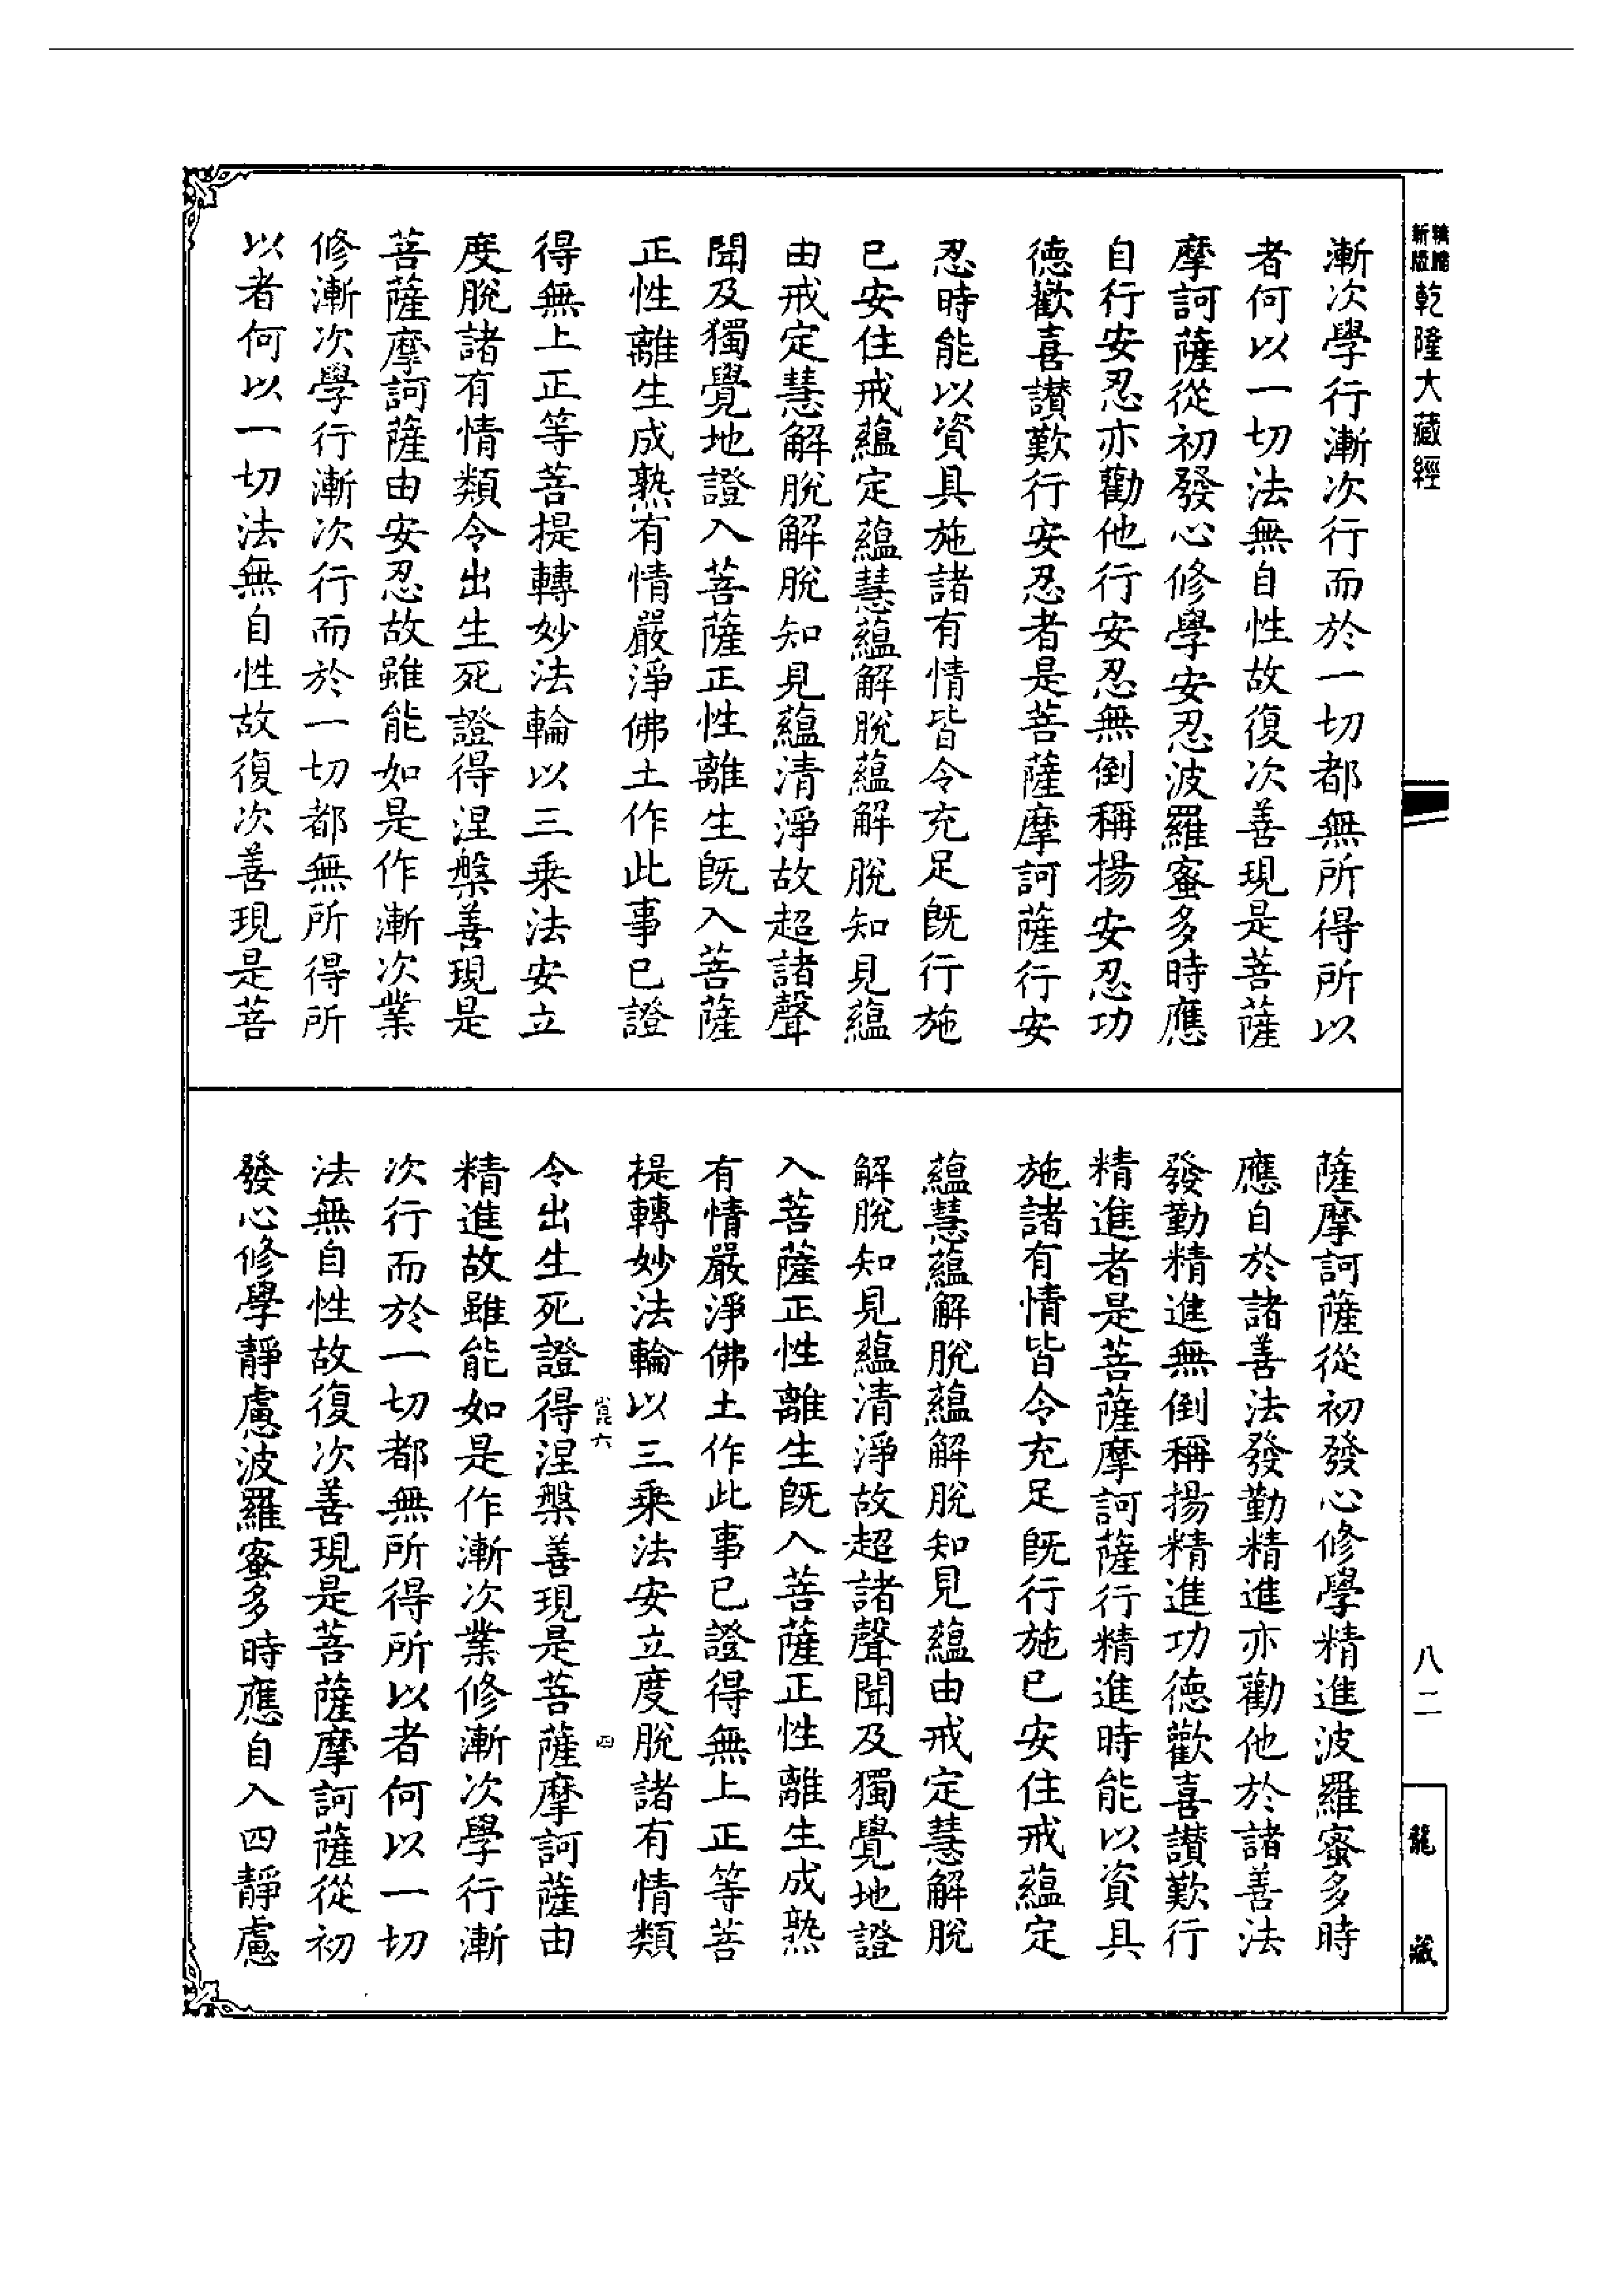 新版
乾隆大藏經
漸次學行漸次行而於一切都無所得所以
者何以一切法無自性故復次善現是菩薩
摩訶薩從初發心修學安忍波羅蜜多時應
自行安忍亦勸他行安忍無倒稱揚安忍功
德歡喜讃歎行安忍者是菩薩摩訶薩行安
忍時能以資具施諸有情皆令充足旣行施
已安住戒蘊定蘊慧蘊解脫蘊解脫知見蘊
由戒定慧解脫解脫知見蘊清淨故超諸聲
聞及獨覺地證入菩薩正性離生旣入菩薩
正性離生成熟有情嚴淨佛土作此事已證
得無上正等菩提轉妙法輪以三乘法安立
度脫諸有情類令出生死證得涅槃善現是
菩薩摩訶薩由安忍故雖能如是作漸次業
修漸次學行漸次行而於一切都無所得所
以者何以一切法無自性故復次善現是菩
薩摩訶薩從初發心修學精進波羅蜜多時
應自於諸善法發勤精進亦勸他於諸善法
發勤精進無倒稱揚精進功德歡喜讃歎行
精進者是菩薩摩訶薩行精進時能以資具
施諸有情皆令充足旣行施已安住戒蘊定
蘊慧蘊解脫蘊解脫知見蘊由戒定慧解脫
解脫知見蘊清淨故超諸聲聞及獨覺地證
入菩薩正性離生旣入菩薩正性離生成熟
有情嚴淨佛土作此事已證得無上正等菩
提轉妙法輪以三乘法安立度脫諸有情類
六 四
令出生死證得涅槃善現是菩薩摩訶薩由
精進故雖能如是作漸次業修漸次學行漸
次行而於一切都無所得所以者何以一切
法無自性故復次善現是菩薩摩訶薩從初
發心修學靜慮波羅蜜多時應自入四靜慮
八二
龍藏